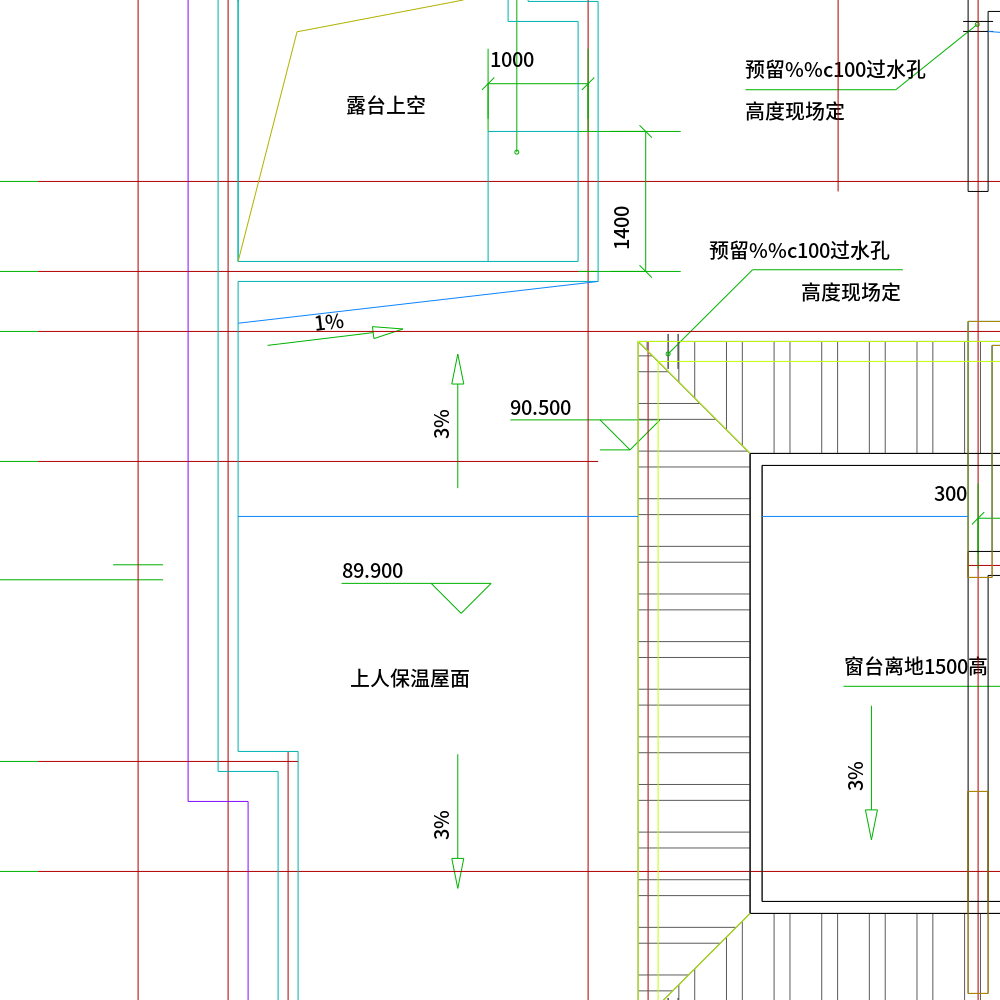 1000
预留%%c100过水孔
露台上空
高度现场定
1400
预留%%c100过水孔
高度现场定
1%
90.500
3%
300
89.900
窗台离地1500高
上人保温屋面
3%
3%